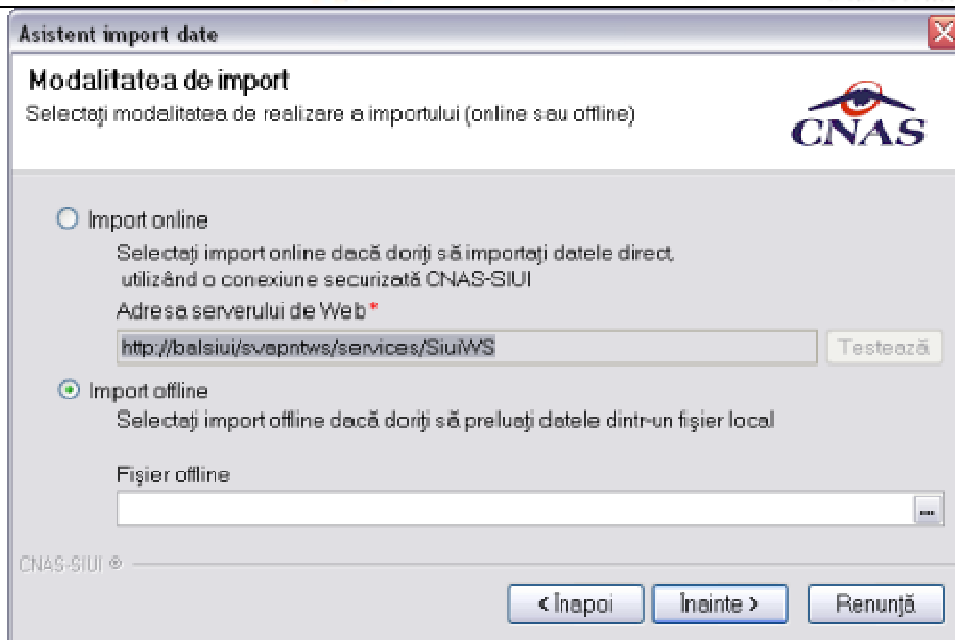 Asistent import date
Modalitatea de import
Selectaţi modalitatea de realizare a importului (online sau offline)
CNAS
Import online
Selectaţi import online dacă doriţi să importaţi datele direct,
utilizând o conexiune securizată CNAS-SIUI
Adresa serverului de Web*
http://balsiui/svapntws/services/SiuiWS
Testează
Import offline
Selectaţi import offline dacă doriţi să preluaţi datele dintr-un fişier local
Fişier offline
...
CNAS-SIUI ®
< Înapoi Înainte > Renunţă